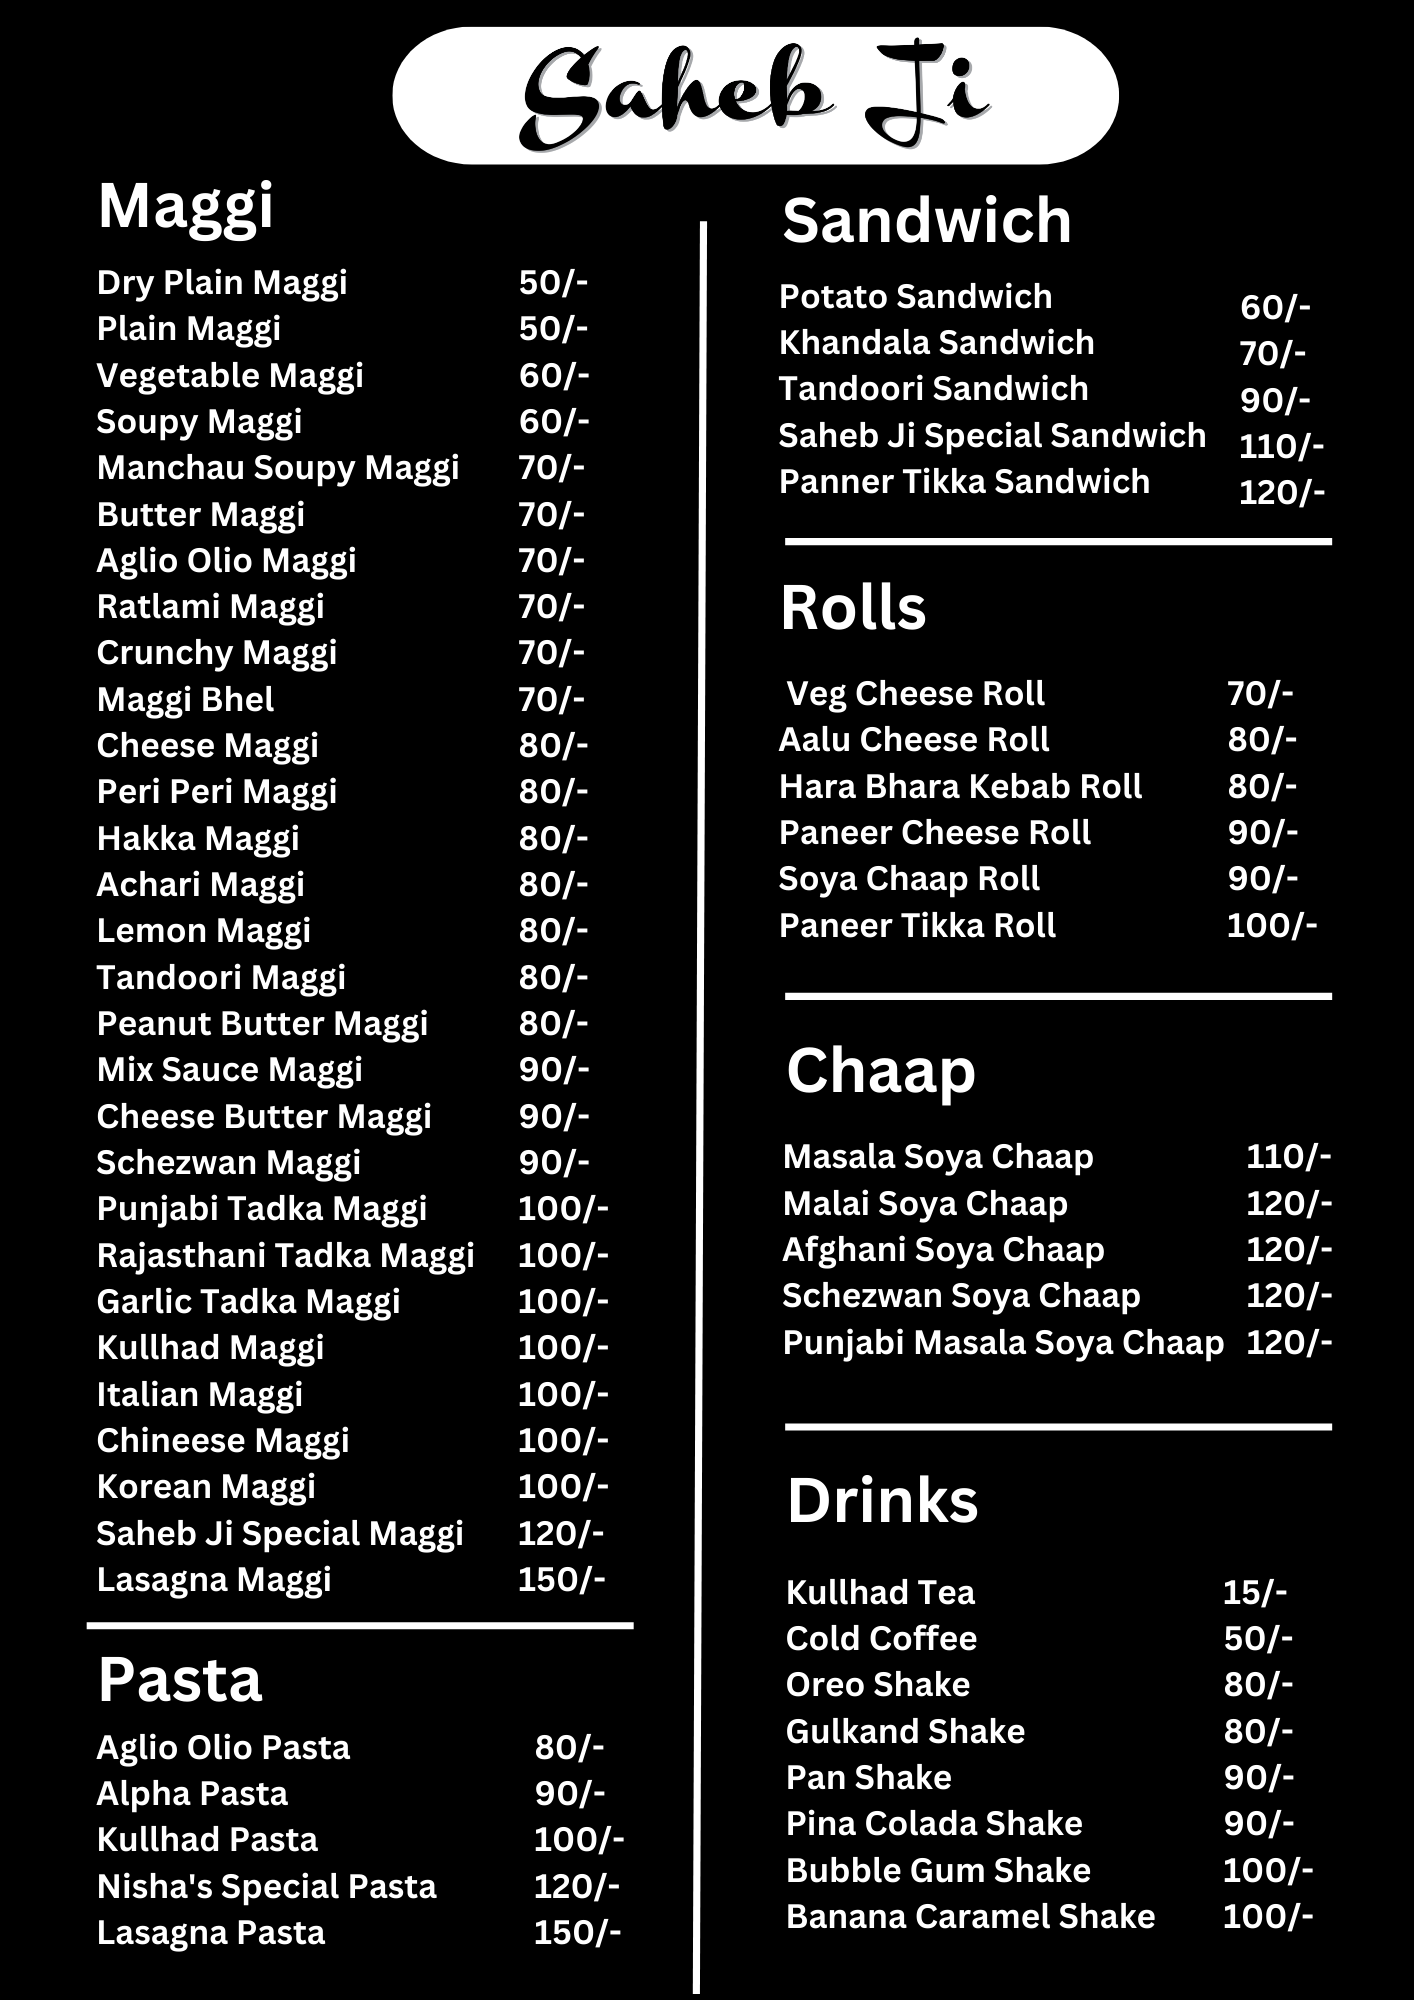 Saheb Ji
Maggi
Dry Plain Maggi 50/-
Plain Maggi 50/-
Vegetable Maggi 60/-
Soupy Maggi 60/-
Manchau Soupy Maggi 70/-
Butter Maggi 70/-
Aglio Olio Maggi 70/-
Ratlami Maggi 70/-
Crunchy Maggi 70/-
Maggi Bhel 70/-
Cheese Maggi 80/-
Peri Peri Maggi 80/-
Hakka Maggi 80/-
Achari Maggi 80/-
Lemon Maggi 80/-
Tandoori Maggi 80/-
Peanut Butter Maggi 80/-
Mix Sauce Maggi 90/-
Cheese Butter Maggi 90/-
Schezwan Maggi 90/-
Punjabi Tadka Maggi 100/-
Rajasthani Tadka Maggi 100/-
Garlic Tadka Maggi 100/-
Kullhad Maggi 100/-
Italian Maggi 100/-
Chineese Maggi 100/-
Korean Maggi 100/-
Saheb Ji Special Maggi 120/-
Lasagna Maggi 150/-
Pasta
Aglio Olio Pasta 80/-
Alpha Pasta 90/-
Kullhad Pasta 100/-
Nisha's Special Pasta 120/-
Lasagna Pasta 150/-
Sandwich
Potato Sandwich 60/-
Khandala Sandwich 70/-
Tandoori Sandwich 90/-
Saheb Ji Special Sandwich 110/-
Panner Tikka Sandwich 120/-
Rolls
Veg Cheese Roll 70/-
Aalu Cheese Roll 80/-
Hara Bhara Kebab Roll 80/-
Paneer Cheese Roll 90/-
Soya Chaap Roll 90/-
Paneer Tikka Roll 100/-
Chaap
Masala Soya Chaap 110/-
Malai Soya Chaap 120/-
Afghani Soya Chaap 120/-
Schezwan Soya Chaap 120/-
Punjabi Masala Soya Chaap 120/-
Drinks
Kullhad Tea 15/-
Cold Coffee 50/-
Oreo Shake 80/-
Gulkand Shake 80/-
Pan Shake 90/-
Pina Colada Shake 90/-
Bubble Gum Shake 100/-
Banana Caramel Shake 100/-